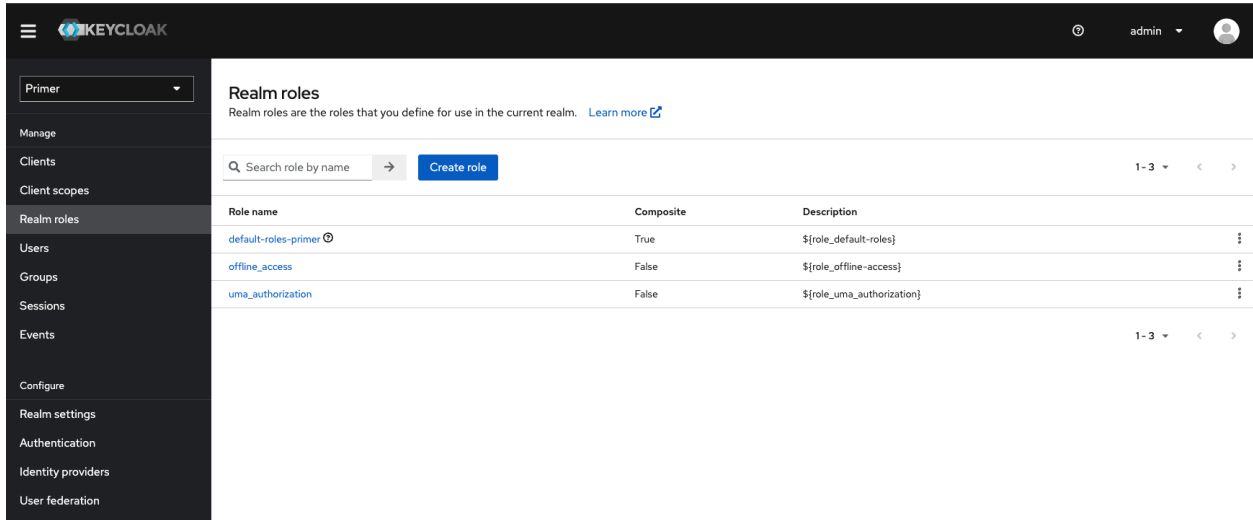 KEYCLOAK
admin
Primer
Manage
Clients
Client scopes
Realm roles
Users
Groups
Sessions
Events
Configure
Realm settings
Authentication
Identity providers
User federation
Realm roles
Realm roles are the roles that you define for use in the current realm. Learn more
Search role by name Create role 1 - 3
Role name Composite Description
default-roles-primer True ${role_default-roles}
offline_access False ${role_offline-access}
uma_authorization False ${role_uma_authorization}
1 - 3